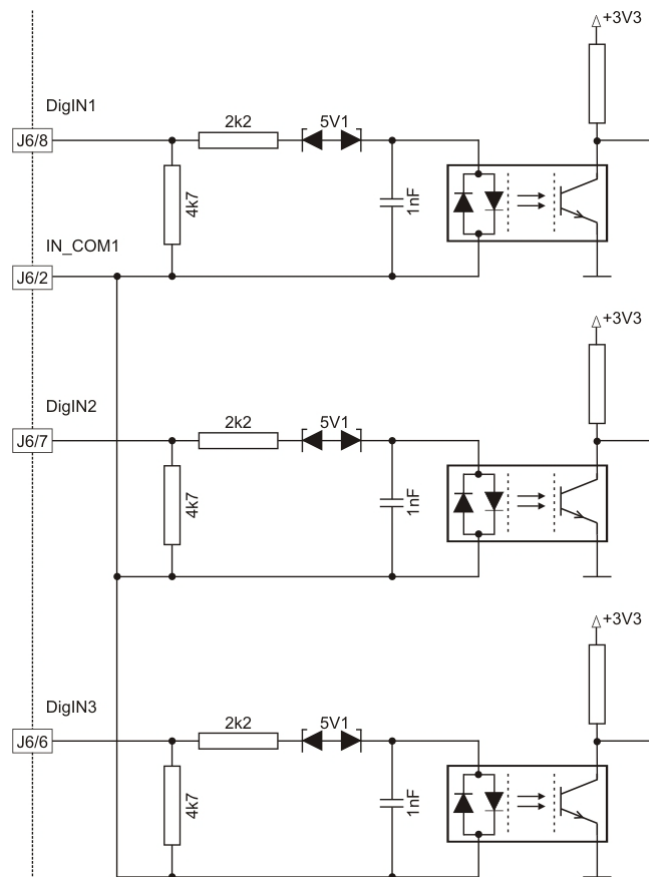 +3V3
DigIN1
2k2
5V1
J6/8
4k7
1nF
IN_COM1
J6/2
+3V3
DigIN2
2k2
5V1
J6/7
4k7
1nF
+3V3
DigIN3
2k2
5V1
J6/6
4k7
1nF